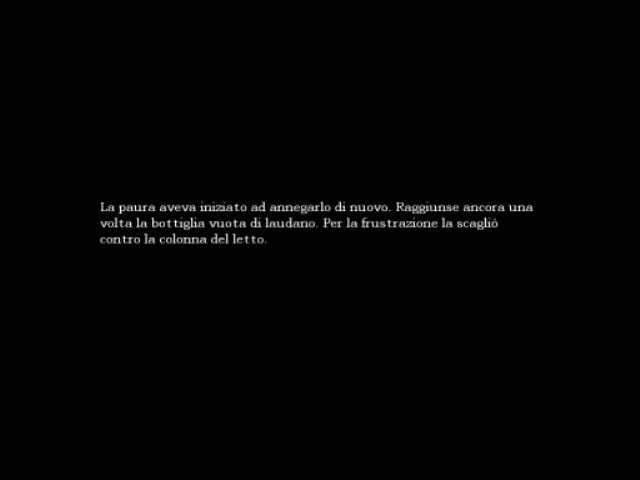 La paura aveva iniziato ad annegarlo di nuovo. Raggiunse ancora una
volta la bottiglia vuota di laudano. Per la frustrazione la scagliò
contro la colonna del letto.